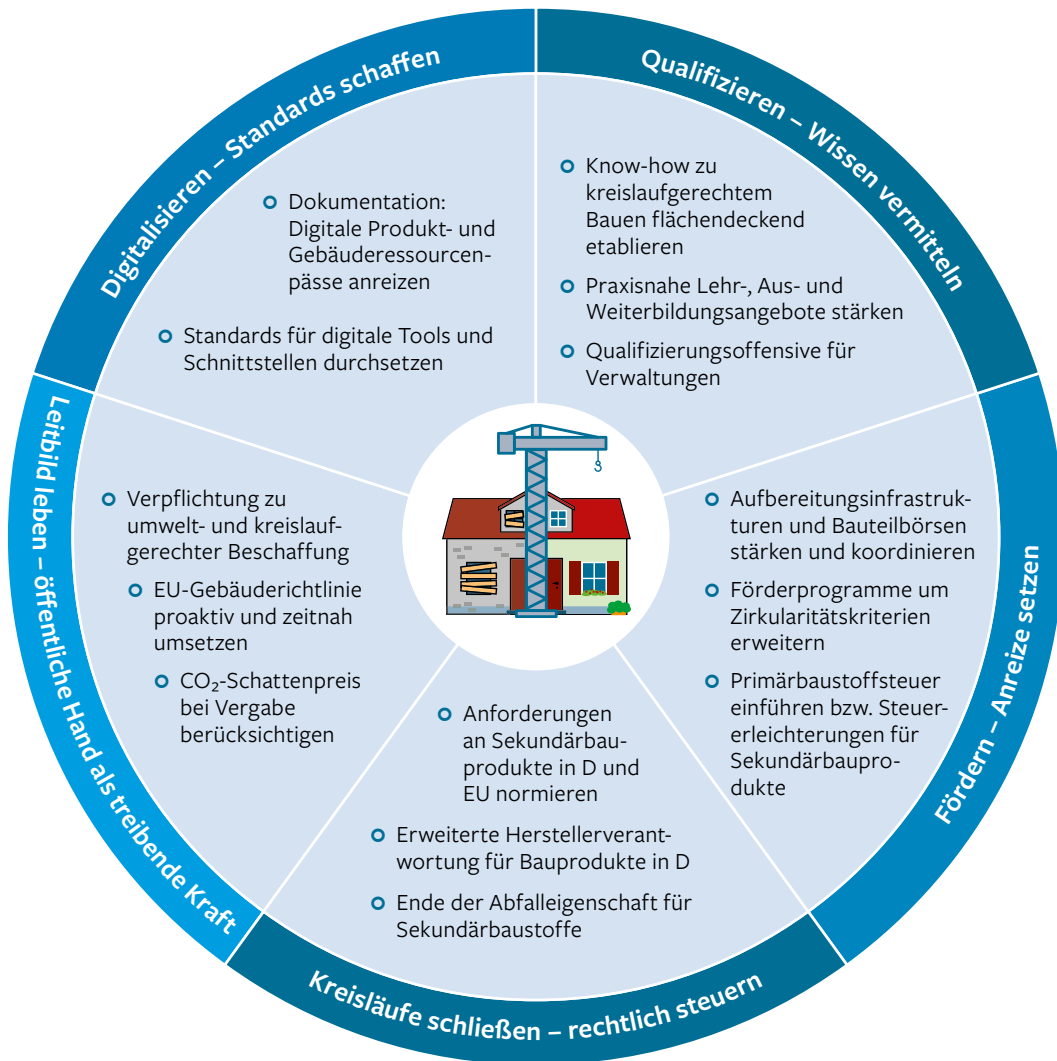 Digitalisieren – Standards schaffen
Dokumentation:
Digitale Produkt- und
Gebäuderessourcen-
pässe anreizen
Standards für digitale Tools und
Schnittstellen durchsetzen
Qualifizieren – Wissen vermitteln
Know-how zu
kreislaufgerechtem
Bauen flächendeckend
etablieren
Praxisnahe Lehr-, Aus- und
Weiterbildungsangebote stärken
Qualifizierungsoffensive für
Verwaltungen
Fördern – Anreize setzen
Aufbereitungsinfrastruk-
turen und Bauteilbörsen
stärken und koordinieren
Förderprogramme um
Zirkularitätskriterien
erweitern
Primärbaustoffsteuer
einführen bzw. Steuer-
erleichterungen für
Sekundärbaupro-
dukte
Kreisläufe schließen – rechtlich steuern
Anforderungen
an Sekundärbau-
produkte in D und
EU normieren
Erweiterte Herstellerverant-
wortung für Bauprodukte in D
Ende der Abfalleigenschaft für
Sekundärbaustoffe
Leitbild leben – öffentliche Hand als treibende Kraft
Verpflichtung zu
umwelt- und kreislauf-
gerechter Beschaffung
EU-Gebäuderichtlinie
proaktiv und zeitnah
umsetzen
CO₂-Schattenpreis
bei Vergabe
berücksichtigen